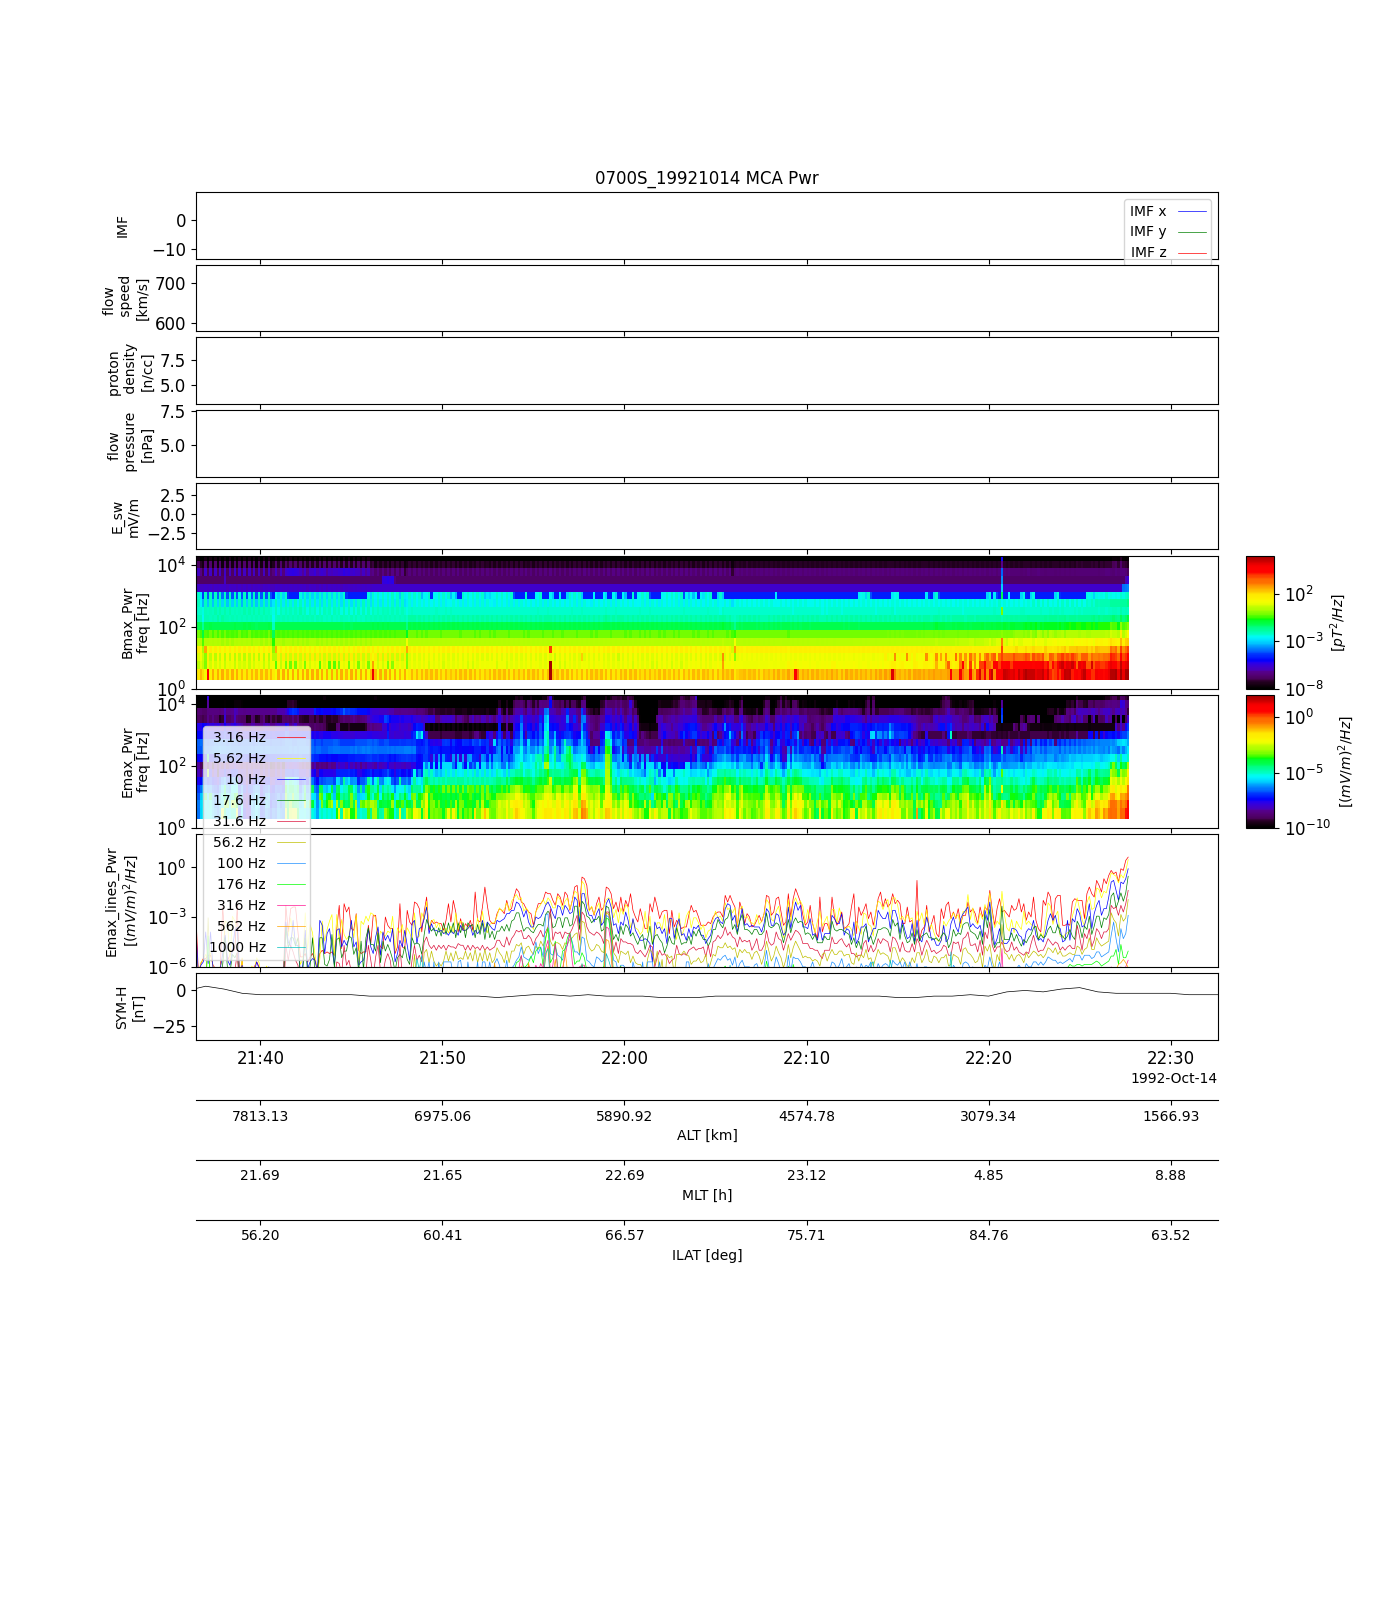 0700S_19921014 MCA Pwr
IMF
0
−10
IMF x
IMF y
IMF z
flow
speed
[km/s]
700
600
proton
density
[n/cc]
7.5
5.0
flow
pressure
[nPa]
7.5
5.0
E_sw
mV/m
2.5
0.0
−2.5
Bmax_Pwr
freq [Hz]
10^4
10^2
10^0
10^2
10^−3
10^−8
[pT^2/Hz]
Emax_Pwr
freq [Hz]
10^4
10^2
10^0
10^0
10^−5
10^−10
[(mV/m)^2/Hz]
3.16 Hz
5.62 Hz
10 Hz
17.6 Hz
31.6 Hz
56.2 Hz
100 Hz
176 Hz
316 Hz
562 Hz
1000 Hz
Emax_lines_Pwr
[(mV/m)^2/Hz]
10^0
10^−3
10^−6
SYM-H
[nT]
0
−25
21:40 21:50 22:00 22:10 22:20 22:30
1992-Oct-14
7813.13 6975.06 5890.92 4574.78 3079.34 1566.93
ALT [km]
21.69 21.65 22.69 23.12 4.85 8.88
MLT [h]
56.20 60.41 66.57 75.71 84.76 63.52
ILAT [deg]